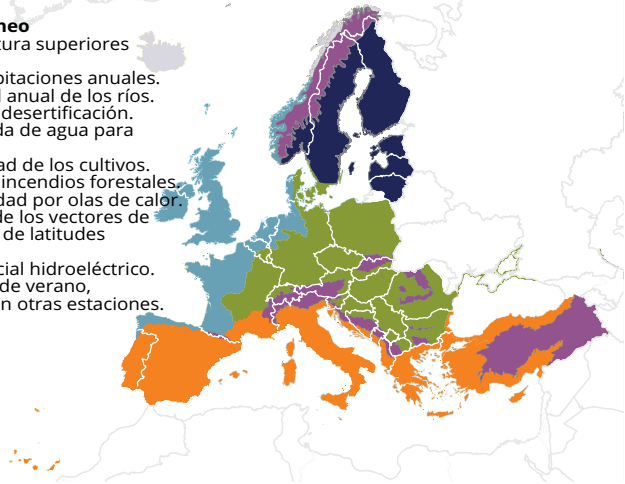 neo
tura superiores
pitaciones anuales.
l anual de los ríos.
desertificación.
da de agua para
ad de los cultivos.
incendios forestales.
dad por olas de calor.
de los vectores de
de latitudes
cial hidroeléctrico.
de verano,
n otras estaciones.